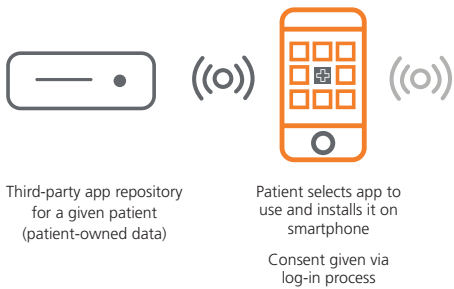 Third-party app repository
for a given patient
(patient-owned data)
Patient selects app to
use and installs it on
smartphone
Consent given via
log-in process